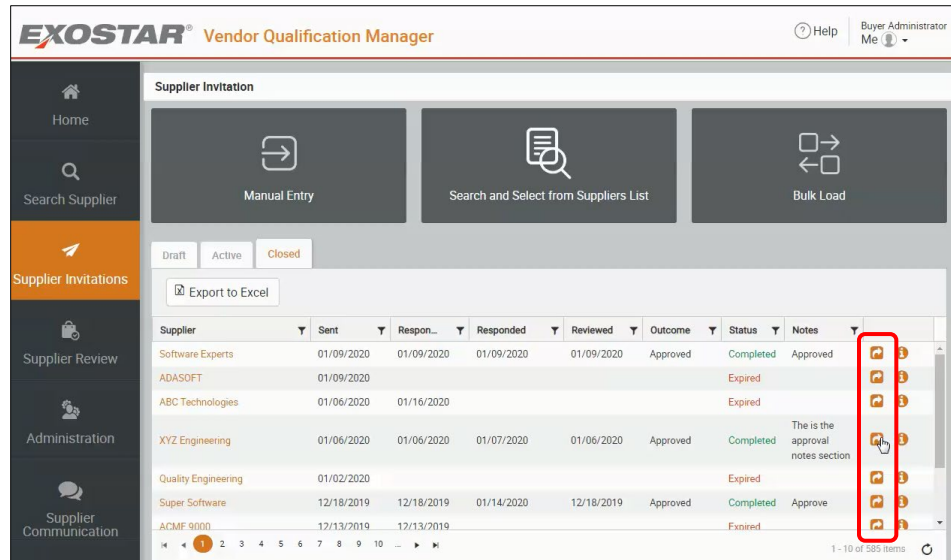 EXOSTAR® Vendor Qualification Manager
Help
Buyer Administrator
Me
Home
Search Supplier
Supplier Invitations
Supplier Review
Administration
Supplier
Communication
Supplier Invitation
Manual Entry
Search and Select from Suppliers List
Bulk Load
Draft Active Closed
Export to Excel
Supplier Sent Respon... Responded Reviewed Outcome Status Notes
Software Experts 01/09/2020 01/09/2020 01/09/2020 01/09/2020 Approved Completed Approved
ADASOFT 01/09/2020 Expired
ABC Technologies 01/06/2020 01/16/2020 Expired
XYZ Engineering 01/06/2020 01/06/2020 01/07/2020 01/06/2020 Approved Completed The is the
approval
notes section
Quality Engineering 01/02/2020 Expired
Super Software 12/18/2019 12/18/2019 01/14/2020 12/18/2019 Approved Completed Approve
ACME 9000 12/13/2019 12/13/2019 Expired
1 2 3 4 5 6 7 8 9 10 ...
1 - 10 of 585 items